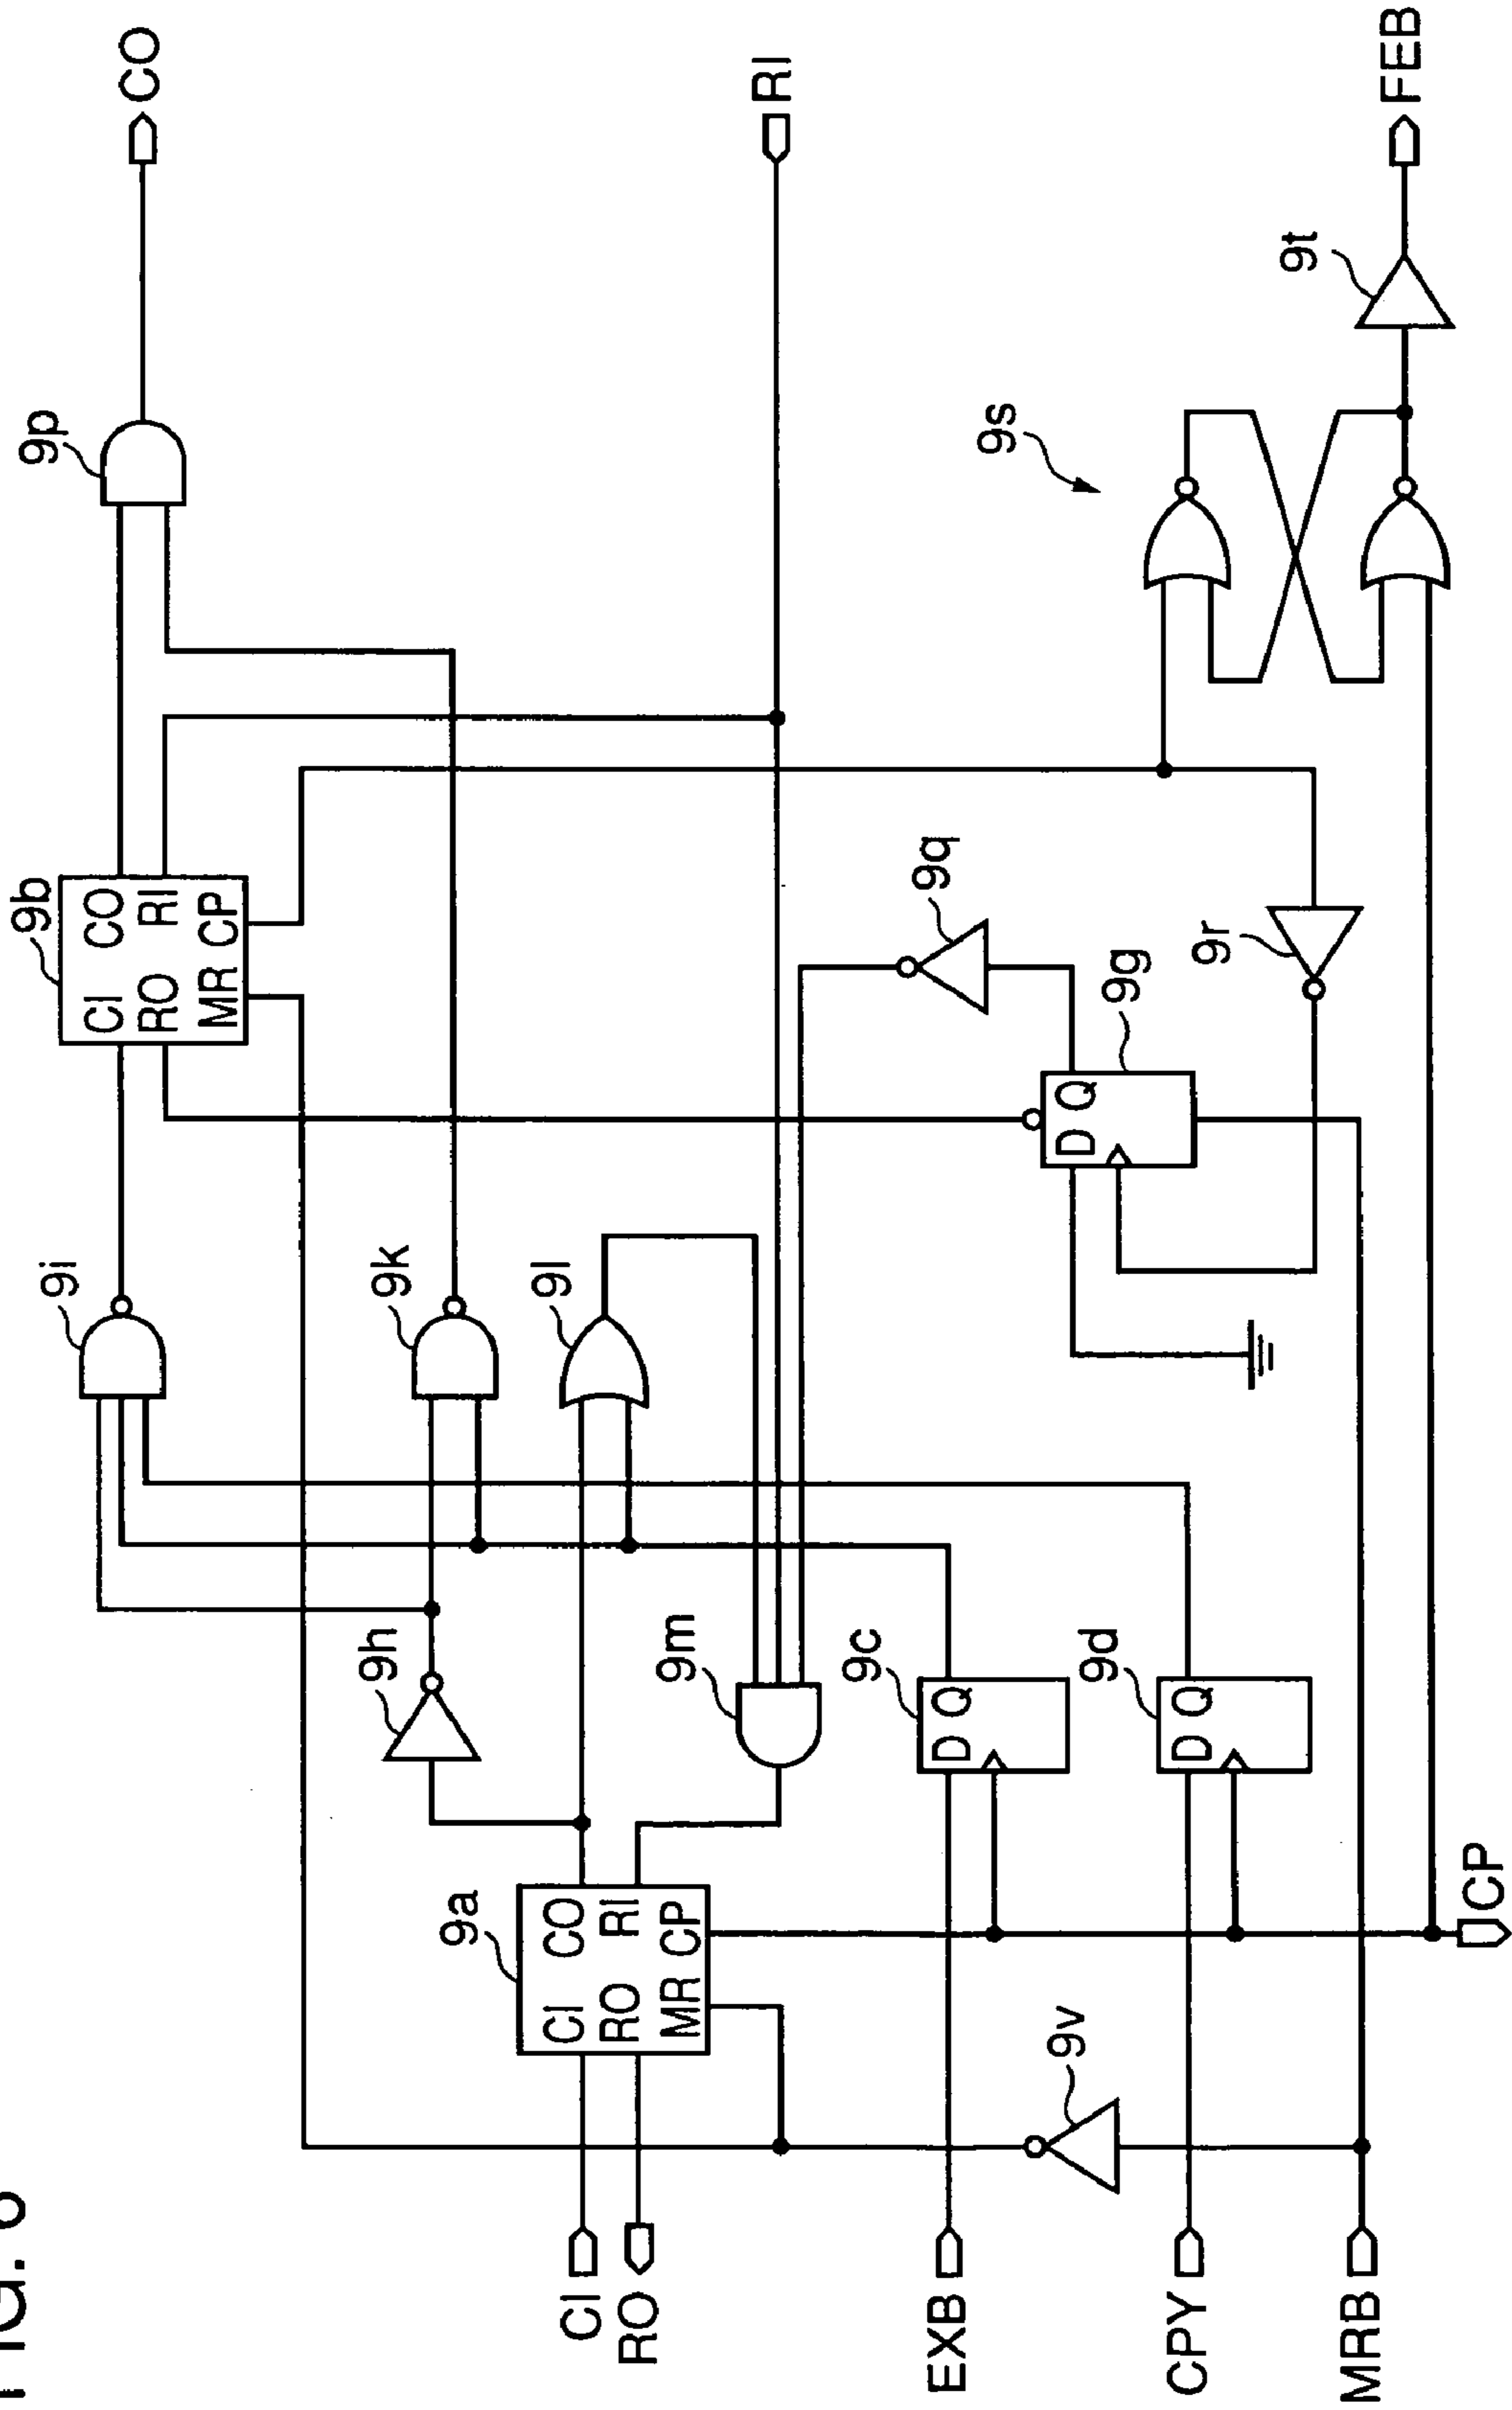 FIG.
9i
9b
9p
CI CO
RO RI
MR CP
CO
9h
9k
9l
9a
CI
RO
CI CO
RO RI
MR CP
9m
RI
9c
EXB
D Q
9q
9v
9d
CPY
D Q
9g
D Q
9r
9s
MRB
CP
9t
FEB